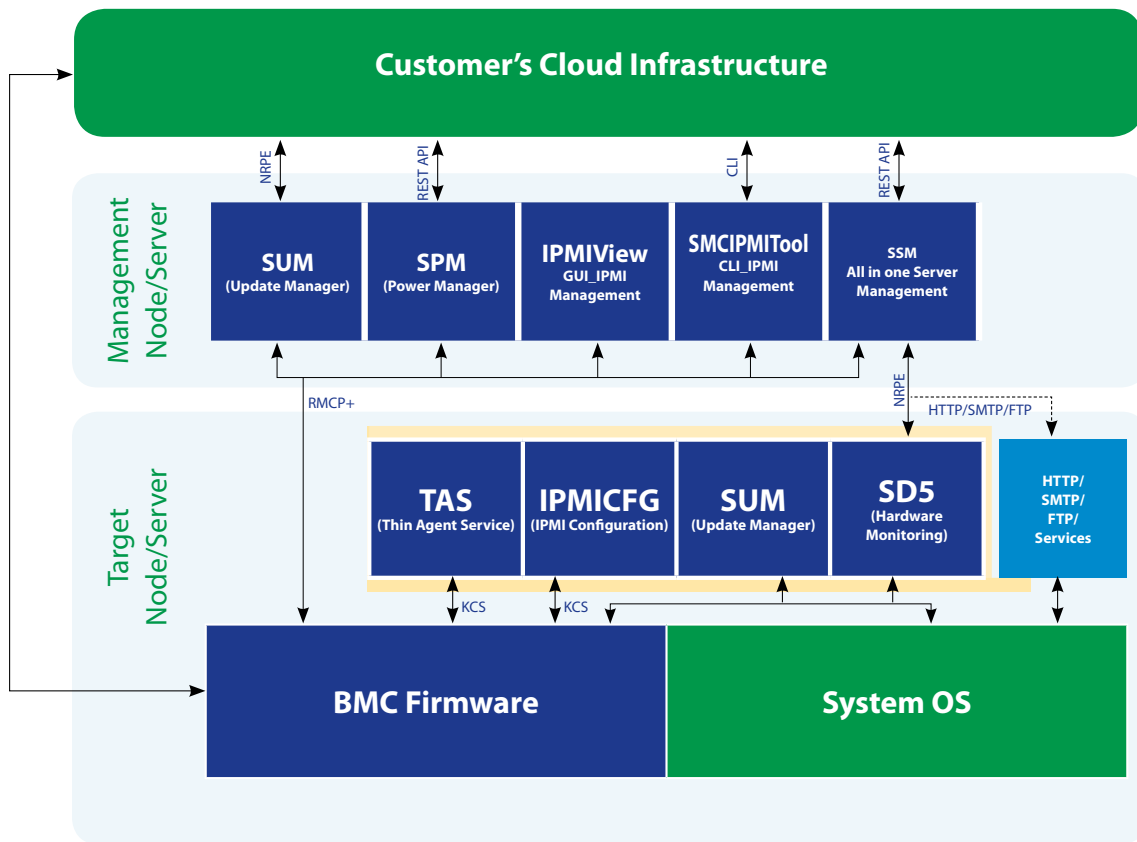 Customer's Cloud Infrastructure
NRPE
REST API
CLI
REST API
Management
Node/Server
SUM
(Update Manager)
SPM
(Power Manager)
IPMIView
GUI_IPMI
Management
SMCIPMITool
CLI_IPMI
Management
SSM
All in one Server
Management
RMCP+
NRPE
HTTP/SMTP/FTP
Target
Node/Server
TAS
(Thin Agent Service)
IPMICFG
(IPMI Configuration)
SUM
(Update Manager)
SD5
(Hardware
Monitoring)
HTTP/
SMTP/
FTP/
Services
KCS
KCS
BMC Firmware
System OS